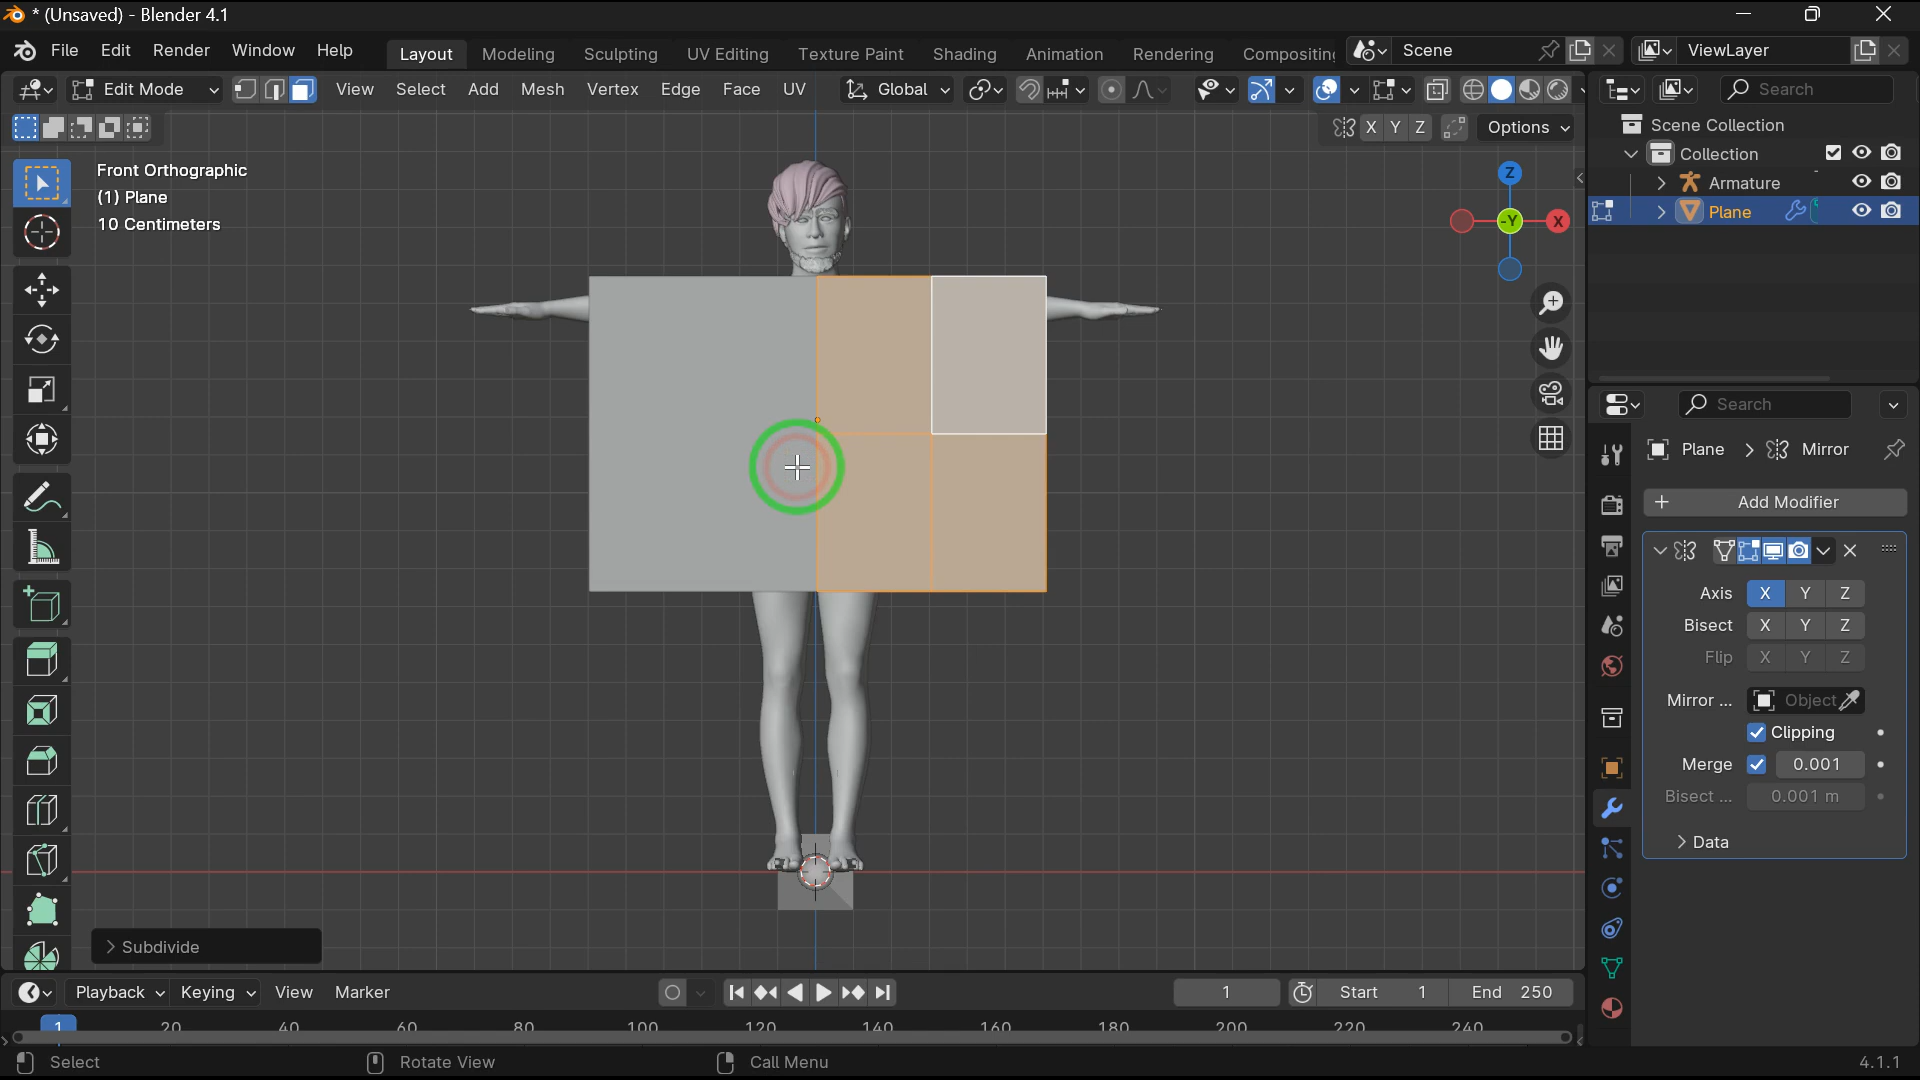 * (Unsaved) - Blender 4.1
File Edit Render Window Help
Layout Modeling Sculpting UV Editing Texture Paint Shading Animation Rendering Compositing
Scene
ViewLayer
Edit Mode
View Select Add Mesh Vertex Edge Face UV
Global
Search
X Y Z
Options
Scene Collection
Collection
Armature
Plane
Front Orthographic
(1) Plane
10 Centimeters
Z
-Y
X
Search
Plane > Mirror
+ Add Modifier
Axis X Y Z
Bisect X Y Z
Flip X Y Z
Mirror ... Object
Clipping
Merge 0.001
Bisect ... 0.001 m
> Data
> Subdivide
Playback Keying View Marker
1
Start 1
End 250
1 20 40 60 80 100 120 140 160 180 200 220 240
Select
Rotate View
Call Menu
4.1.1